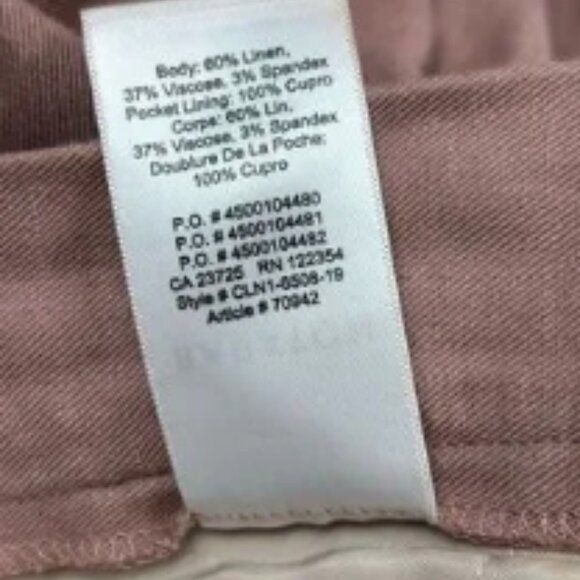 Body: 60% Linen,
37% Viscose, 3% Spandex
Pocket Lining: 100% Cupro
Corps: 60% Lin,
37% Viscose, 3% Spandex
Doublure De La Poche:
100% Cupro
P.O. # 4500104480
P.O. # 4500104481
P.O. # 4500104482
CA 23725 RN 122354
Style # CLN1-6508-19
Article # 70942